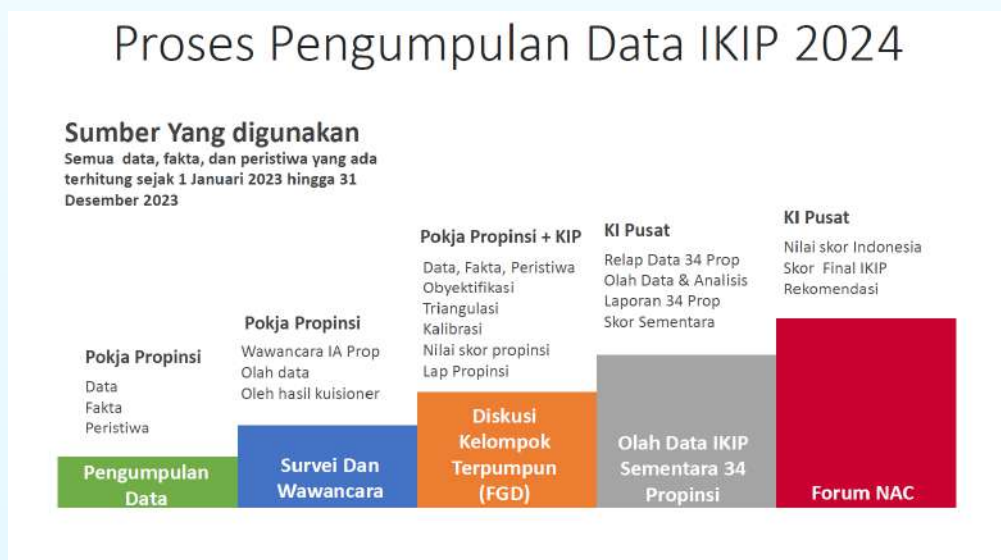 Proses Pengumpulan Data IKIP 2024
Sumber Yang digunakan
Semua data, fakta, dan peristiwa yang ada
terhitung sejak 1 Januari 2023 hingga 31
Desember 2023
Pokja Propinsi
Data
Fakta
Peristiwa
Pengumpulan
Data
Pokja Propinsi
Wawancara IA Prop
Olah data
Oleh hasil kuisioner
Survei Dan
Wawancara
Pokja Propinsi + KIP
Data, Fakta, Peristiwa
Obyektifikasi
Triangulasi
Kalibrasi
Nilai skor propinsi
Lap Propinsi
Diskusi
Kelompok
Terpumpun
(FGD)
KI Pusat
Relap Data 34 Prop
Olah Data & Analisis
Laporan 34 Prop
Skor Sementara
Olah Data IKIP
Sementara 34
Propinsi
KI Pusat
Nilai skor Indonesia
Skor Final IKIP
Rekomendasi
Forum NAC